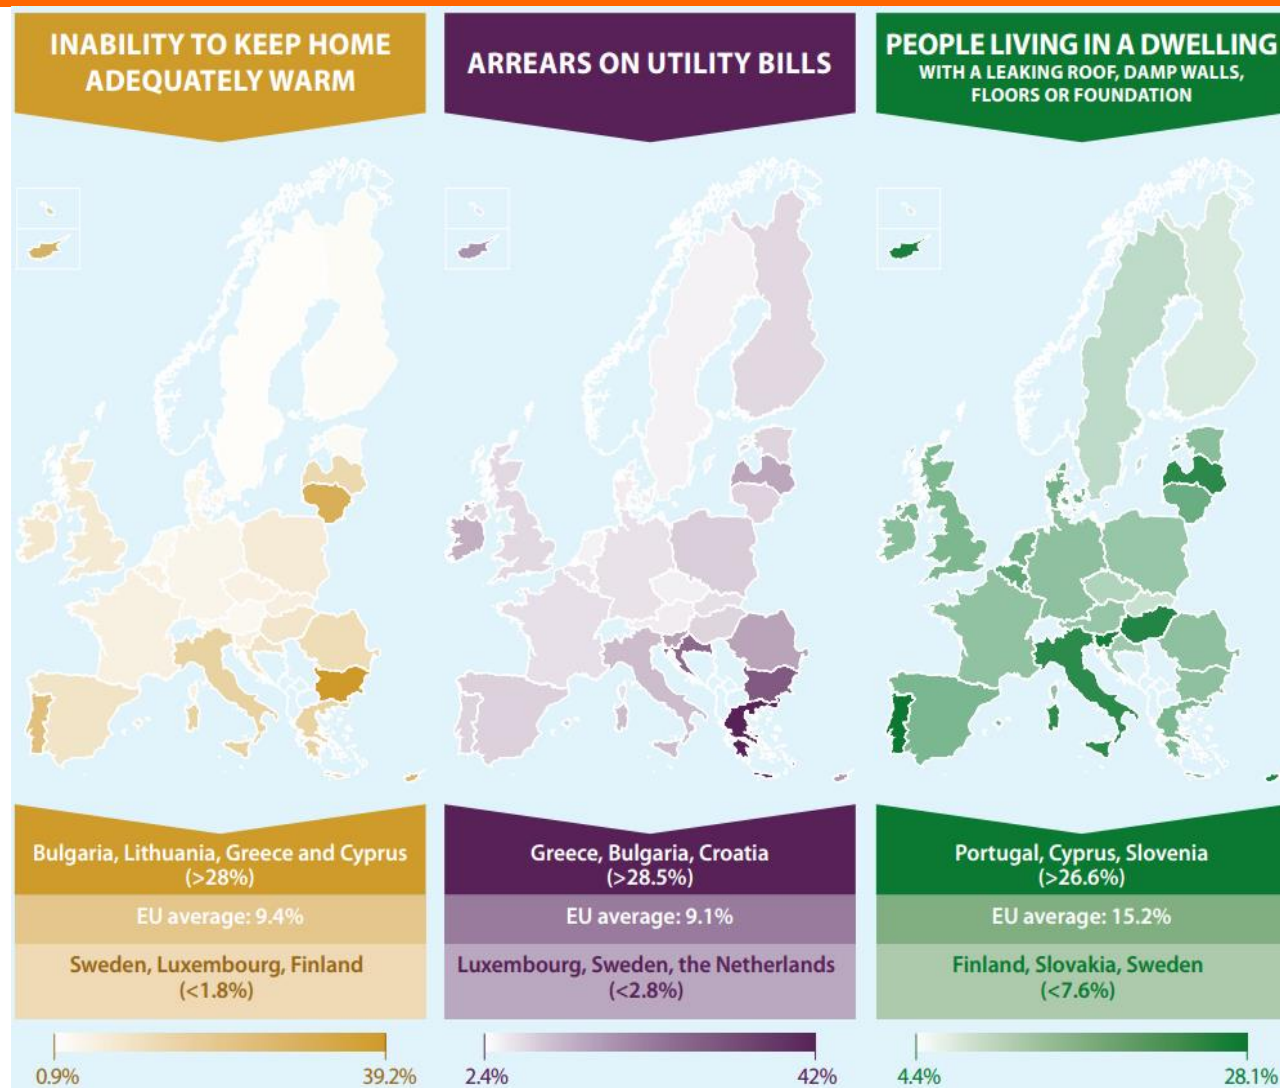 INABILITY TO KEEP HOME
ADEQUATELY WARM
Bulgaria, Lithuania, Greece and Cyprus
(>28%)
EU average: 9.4%
Sweden, Luxembourg, Finland
(<1.8%)
0.9%
39.2%
ARREARS ON UTILITY BILLS
Greece, Bulgaria, Croatia
(>28.5%)
EU average: 9.1%
Luxembourg, Sweden, the Netherlands
(<2.8%)
2.4%
42%
PEOPLE LIVING IN A DWELLING
WITH A LEAKING ROOF, DAMP WALLS,
FLOORS OR FOUNDATION
Portugal, Cyprus, Slovenia
(>26.6%)
EU average: 15.2%
Finland, Slovakia, Sweden
(<7.6%)
4.4%
28.1%